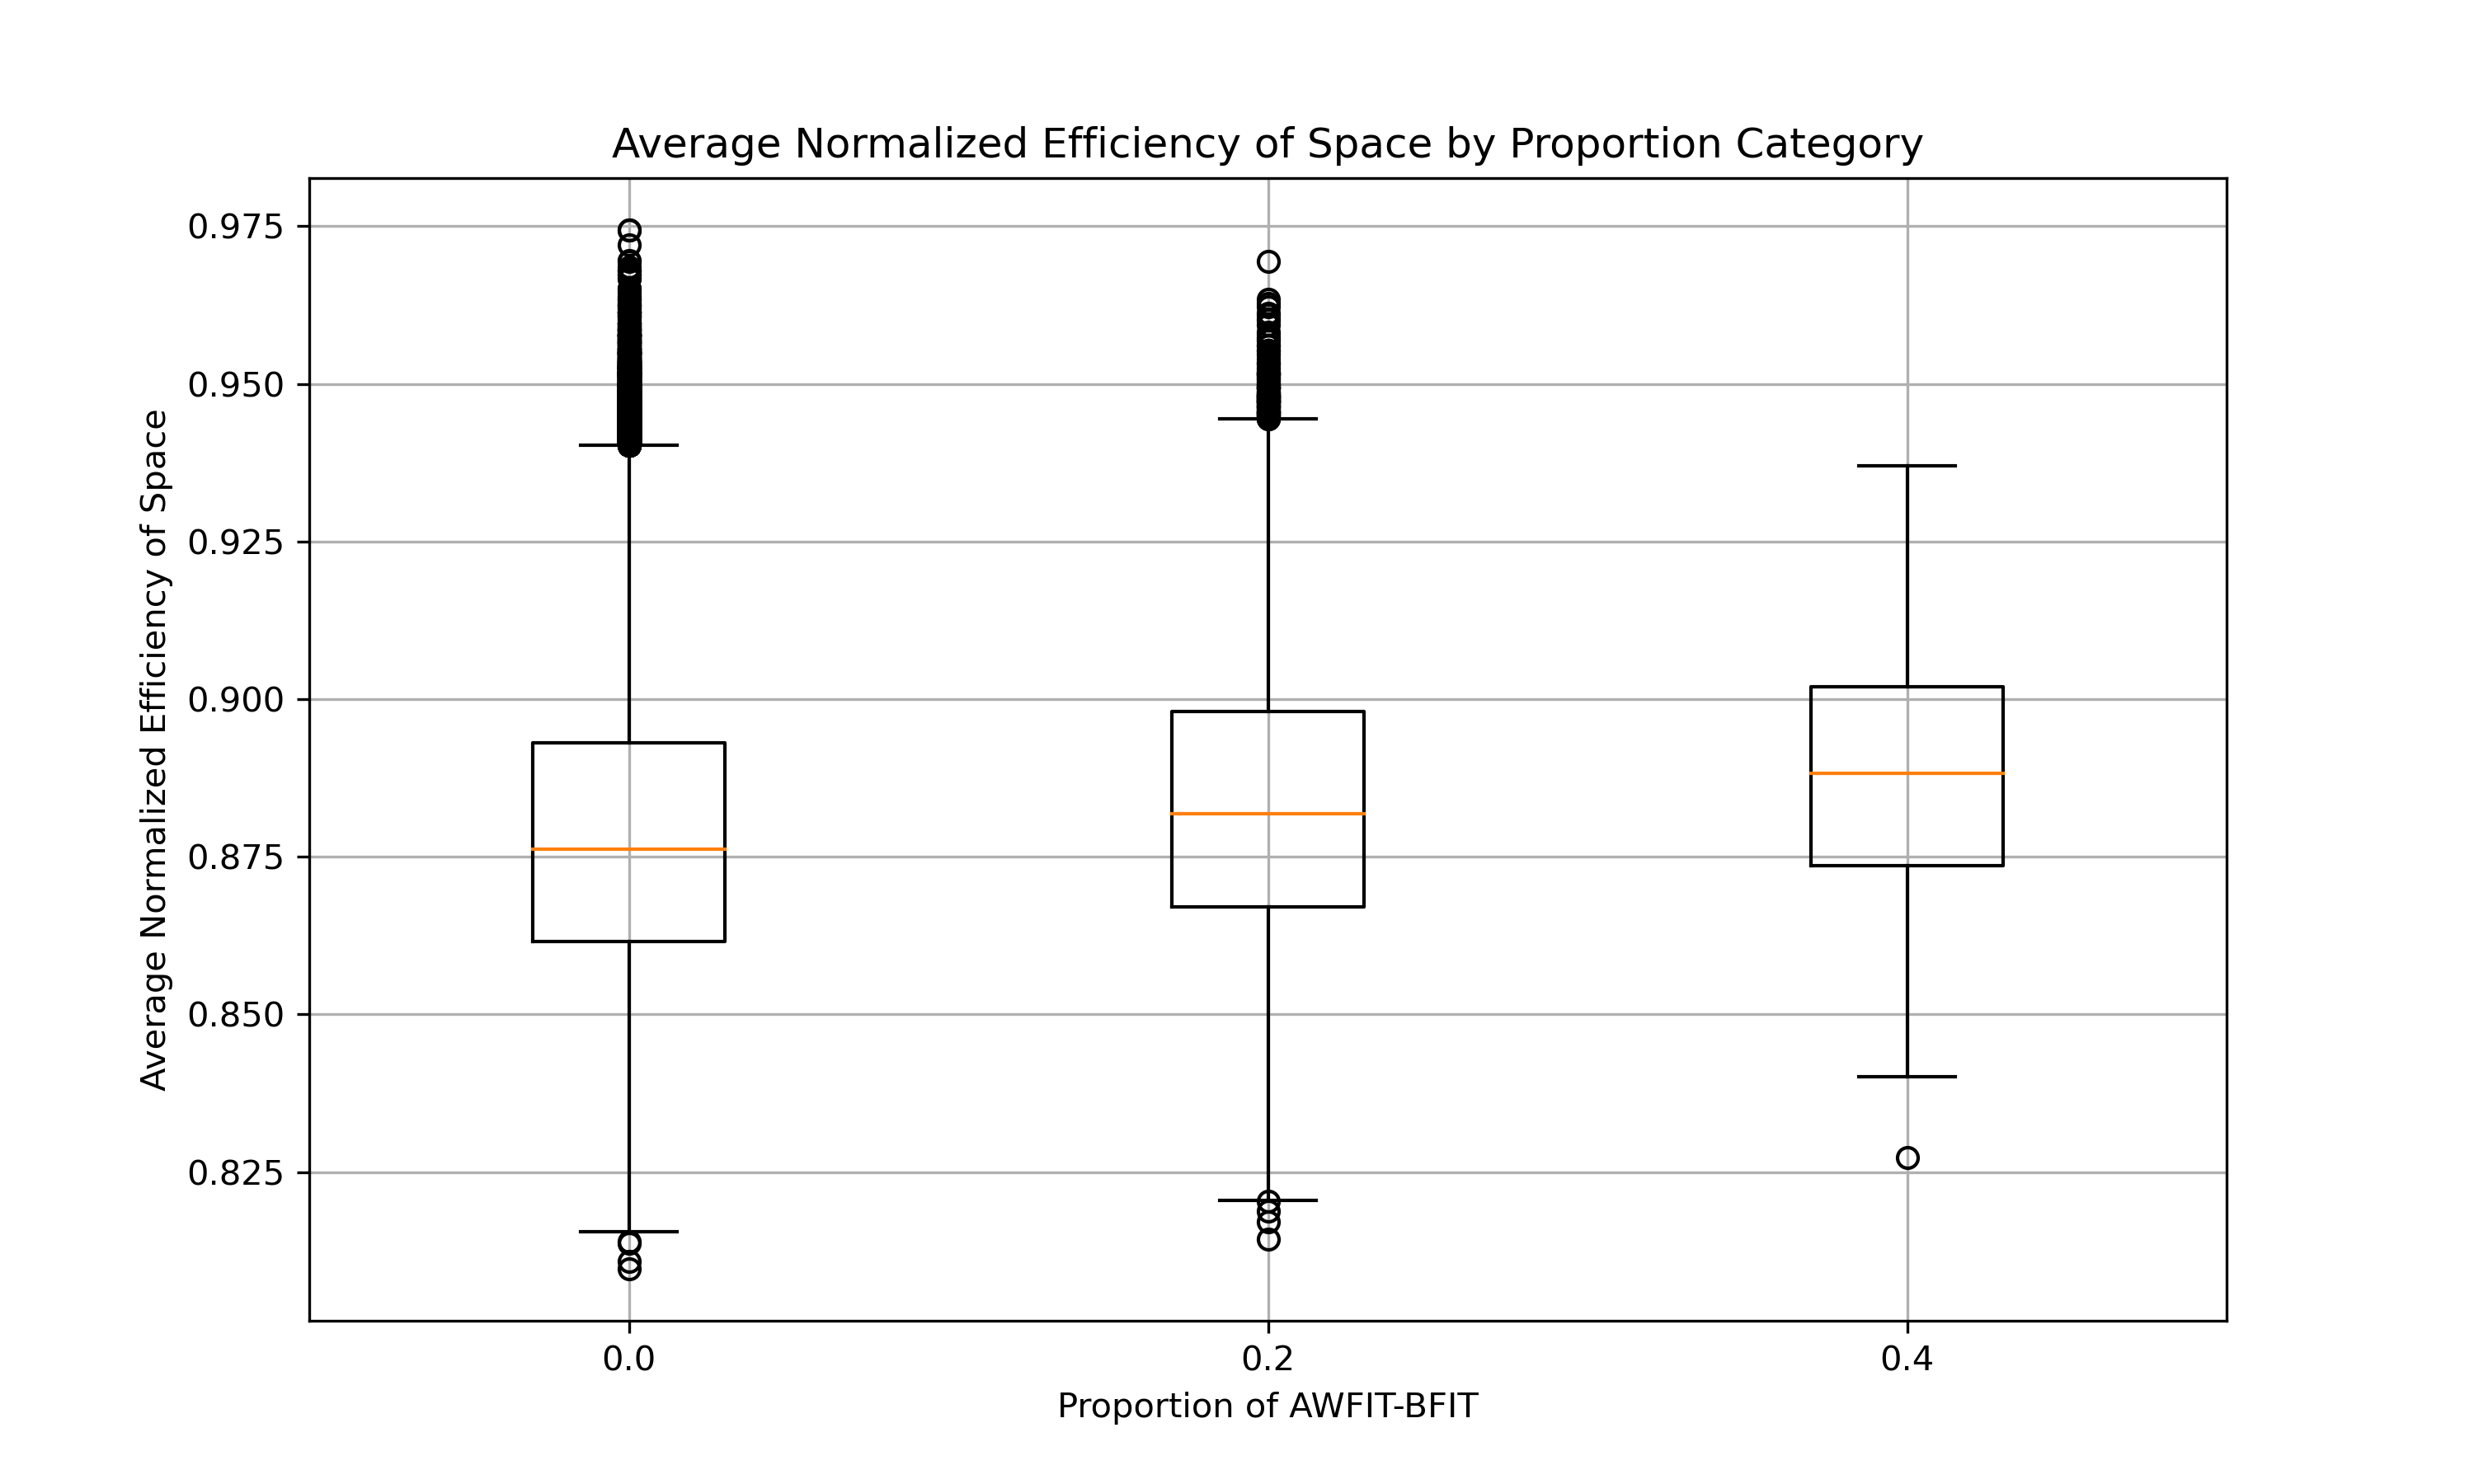 Average Normalized Efficiency of Space by Proportion Category
Average Normalized Efficiency of Space
0.975
0.950
0.925
0.900
0.875
0.850
0.825
0.0 0.2 0.4
Proportion of AWFIT-BFIT